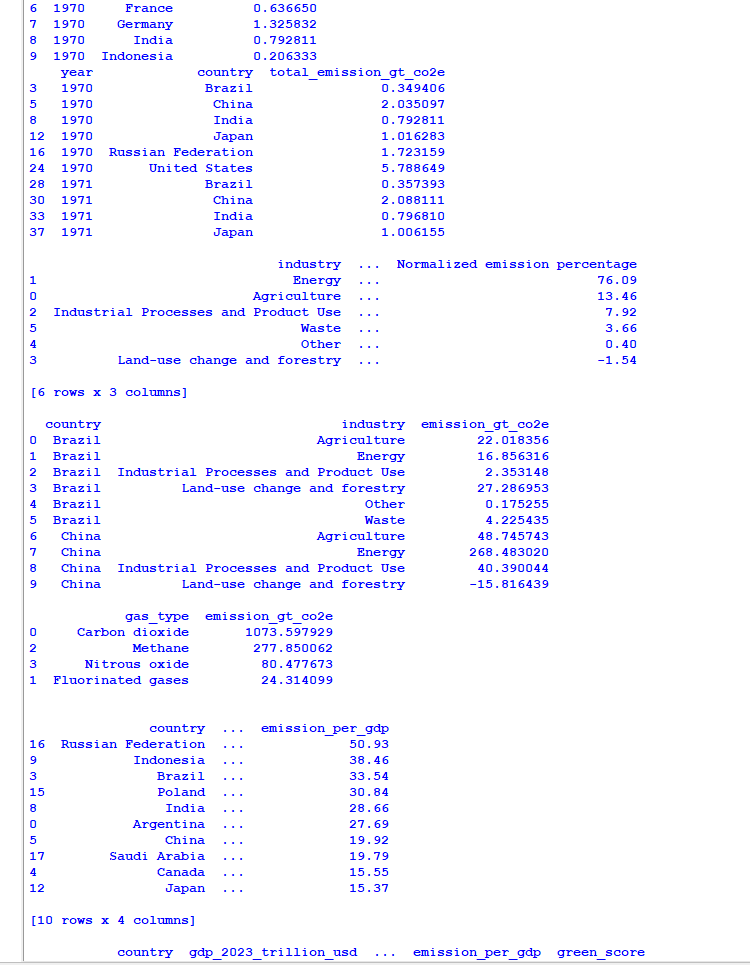 6  1970     France          0.636650
7  1970    Germany          1.325832
8  1970      India          0.792811
9  1970  Indonesia          0.206333
    year             country  total_emission_gt_co2e
3   1970              Brazil                0.349406
5   1970               China                2.035097
8   1970               India                0.792811
12  1970               Japan                1.016283
16  1970  Russian Federation                1.723159
24  1970       United States                5.788649
28  1971              Brazil                0.357393
30  1971               China                2.088111
33  1971               India                0.796810
37  1971               Japan                1.006155
                               industry  ...  Normalized emission percentage
1                                Energy  ...                           76.09
0                           Agriculture  ...                           13.46
2  Industrial Processes and Product Use  ...                            7.92
5                                 Waste  ...                            3.66
4                                 Other  ...                            0.40
3          Land-use change and forestry  ...                           -1.54
[6 rows x 3 columns]
  country                              industry  emission_gt_co2e
0  Brazil                           Agriculture         22.018356
1  Brazil                                Energy         16.856316
2  Brazil  Industrial Processes and Product Use          2.353148
3  Brazil          Land-use change and forestry         27.286953
4  Brazil                                 Other          0.175255
5  Brazil                                 Waste          4.225435
6   China                           Agriculture         48.745743
7   China                                Energy        268.483020
8   China  Industrial Processes and Product Use         40.390044
9   China          Land-use change and forestry        -15.816439
            gas_type  emission_gt_co2e
0     Carbon dioxide       1073.597929
2            Methane        277.850062
3      Nitrous oxide         80.477673
1  Fluorinated gases         24.314099
               country  ...  emission_per_gdp
16  Russian Federation  ...             50.93
9            Indonesia  ...             38.46
3               Brazil  ...             33.54
15              Poland  ...             30.84
8                India  ...             28.66
0            Argentina  ...             27.69
5                China  ...             19.92
17        Saudi Arabia  ...             19.79
4               Canada  ...             15.55
12               Japan  ...             15.37
[10 rows x 4 columns]
           country  gdp_2023_trillion_usd  ...  emission_per_gdp  green_score